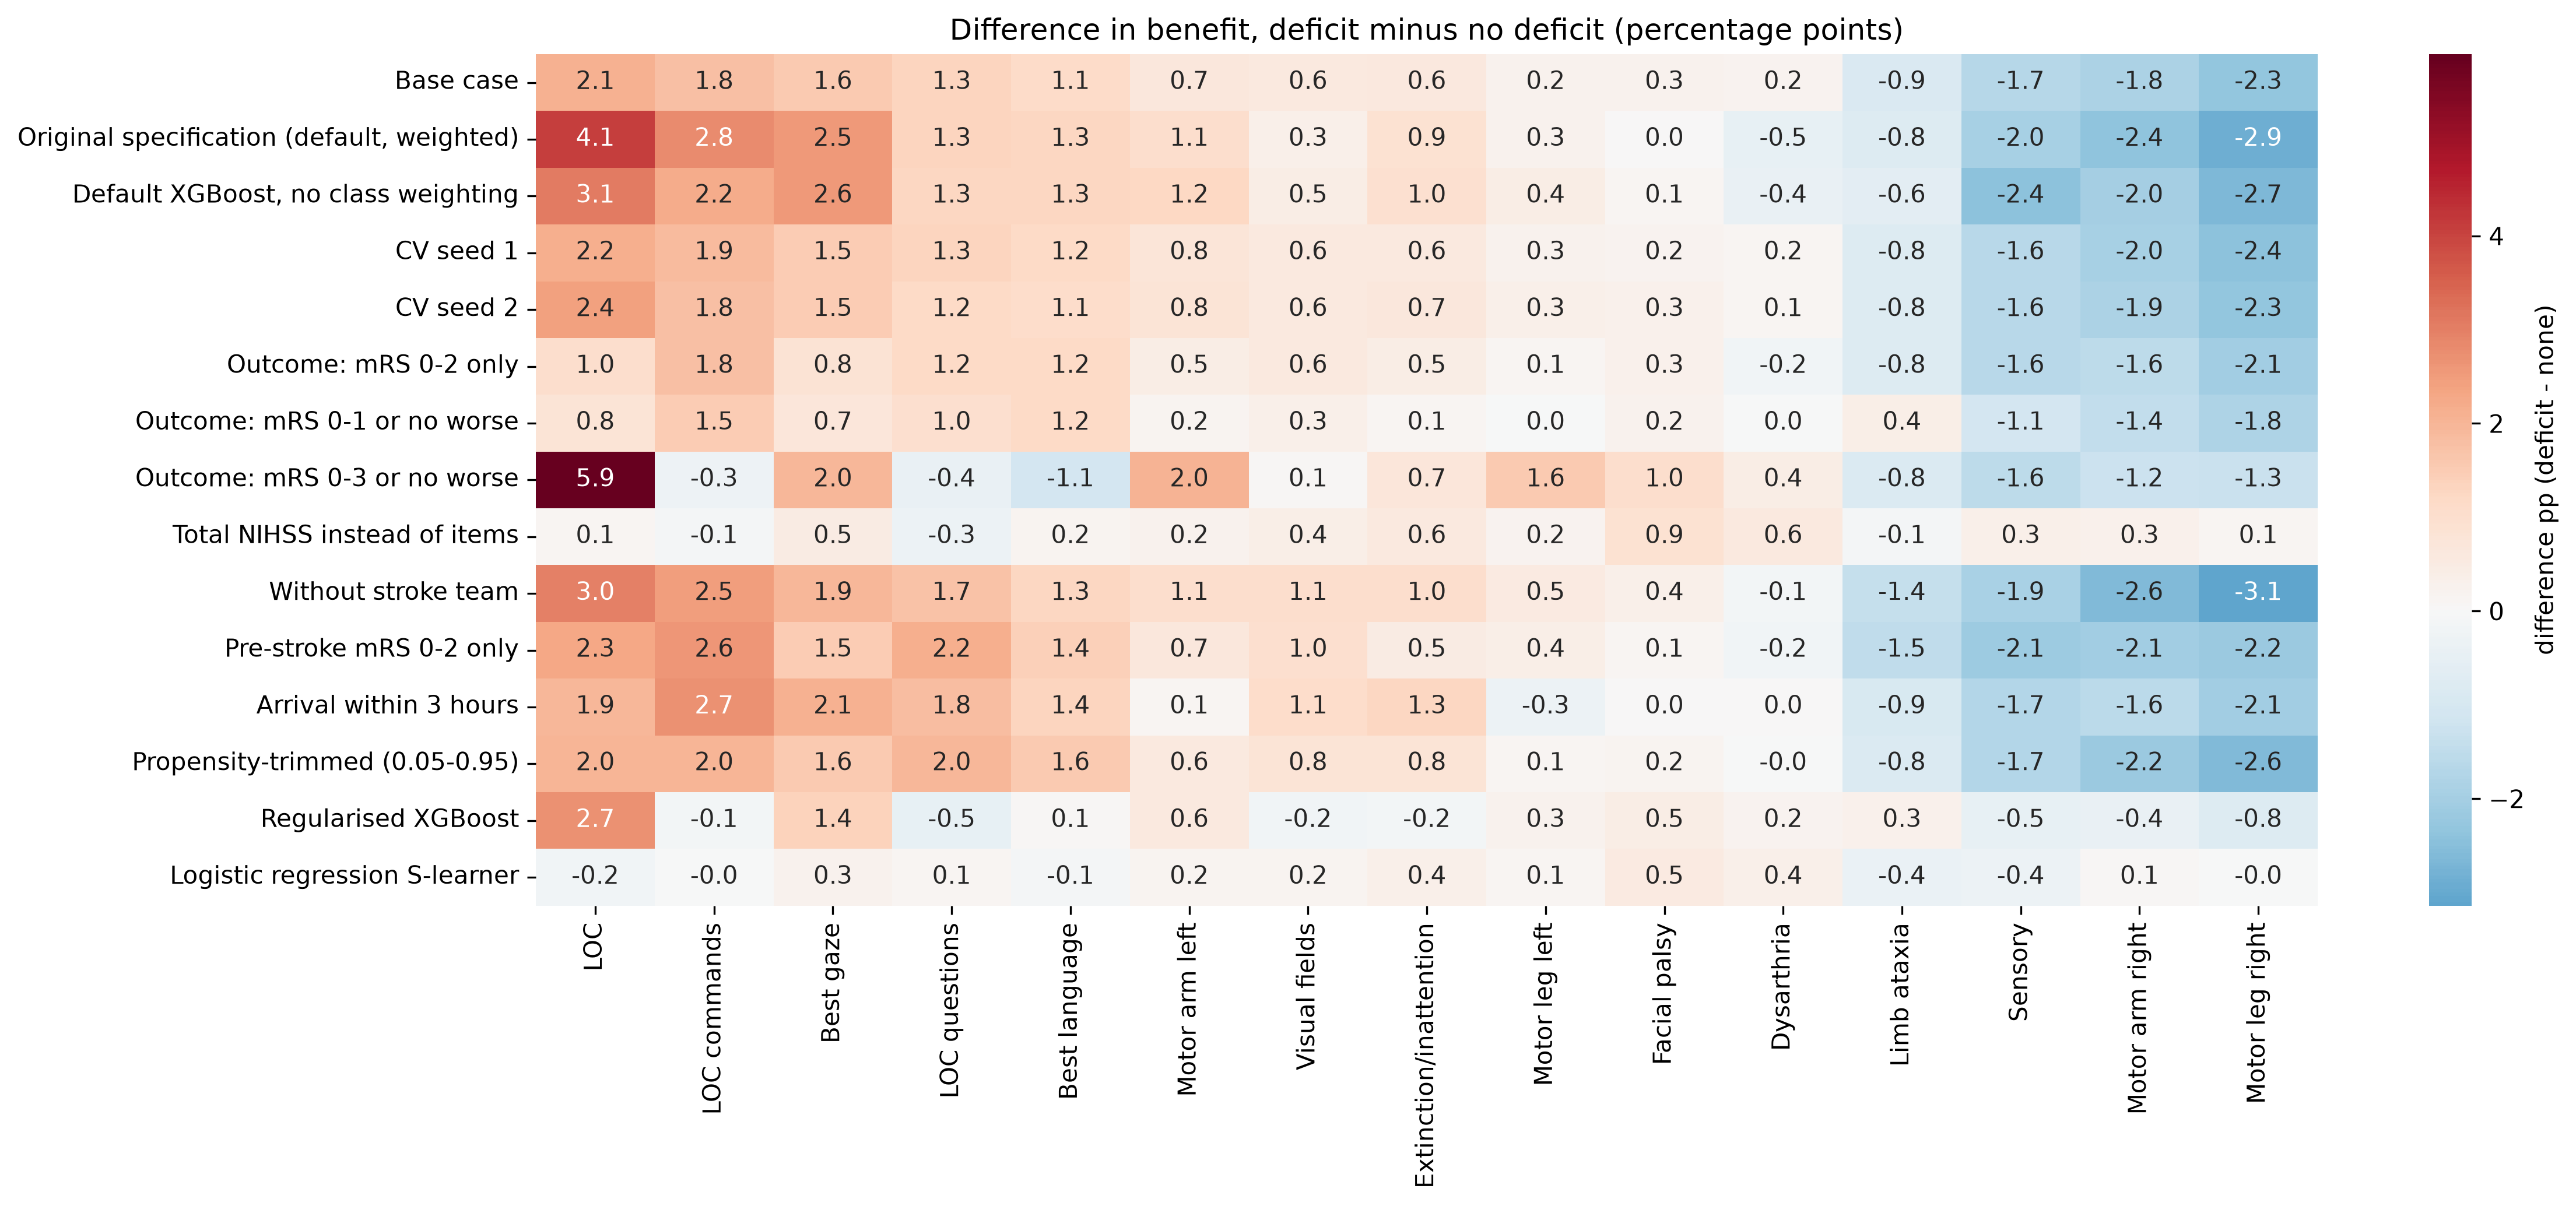 Difference in benefit, deficit minus no deficit (percentage points)
Base case 2.1 1.8 1.6 1.3 1.1 0.7 0.6 0.6 0.2 0.3 0.2 -0.9 -1.7 -1.8 -2.3
Original specification (default, weighted) 4.1 2.8 2.5 1.3 1.3 1.1 0.3 0.9 0.3 0.0 -0.5 -0.8 -2.0 -2.4 -2.9
Default XGBoost, no class weighting 3.1 2.2 2.6 1.3 1.3 1.2 0.5 1.0 0.4 0.1 -0.4 -0.6 -2.4 -2.0 -2.7
CV seed 1 2.2 1.9 1.5 1.3 1.2 0.8 0.6 0.6 0.3 0.2 0.2 -0.8 -1.6 -2.0 -2.4
CV seed 2 2.4 1.8 1.5 1.2 1.1 0.8 0.6 0.7 0.3 0.3 0.1 -0.8 -1.6 -1.9 -2.3
Outcome: mRS 0-2 only 1.0 1.8 0.8 1.2 1.2 0.5 0.6 0.5 0.1 0.3 -0.2 -0.8 -1.6 -1.6 -2.1
Outcome: mRS 0-1 or no worse 0.8 1.5 0.7 1.0 1.2 0.2 0.3 0.1 0.0 0.2 0.0 0.4 -1.1 -1.4 -1.8
Outcome: mRS 0-3 or no worse 5.9 -0.3 2.0 -0.4 -1.1 2.0 0.1 0.7 1.6 1.0 0.4 -0.8 -1.6 -1.2 -1.3
Total NIHSS instead of items 0.1 -0.1 0.5 -0.3 0.2 0.2 0.4 0.6 0.2 0.9 0.6 -0.1 0.3 0.3 0.1
Without stroke team 3.0 2.5 1.9 1.7 1.3 1.1 1.1 1.0 0.5 0.4 -0.1 -1.4 -1.9 -2.6 -3.1
Pre-stroke mRS 0-2 only 2.3 2.6 1.5 2.2 1.4 0.7 1.0 0.5 0.4 0.1 -0.2 -1.5 -2.1 -2.1 -2.2
Arrival within 3 hours 1.9 2.7 2.1 1.8 1.4 0.1 1.1 1.3 -0.3 0.0 0.0 -0.9 -1.7 -1.6 -2.1
Propensity-trimmed (0.05-0.95) 2.0 2.0 1.6 2.0 1.6 0.6 0.8 0.8 0.1 0.2 -0.0 -0.8 -1.7 -2.2 -2.6
Regularised XGBoost 2.7 -0.1 1.4 -0.5 0.1 0.6 -0.2 -0.2 0.3 0.5 0.2 0.3 -0.5 -0.4 -0.8
Logistic regression S-learner -0.2 -0.0 0.3 0.1 -0.1 0.2 0.2 0.4 0.1 0.5 0.4 -0.4 -0.4 0.1 -0.0
LOC
LOC commands
Best gaze
LOC questions
Best language
Motor arm left
Visual fields
Extinction/inattention
Motor leg left
Facial palsy
Dysarthria
Limb ataxia
Sensory
Motor arm right
Motor leg right
4
2
0
−2
difference pp (deficit - none)